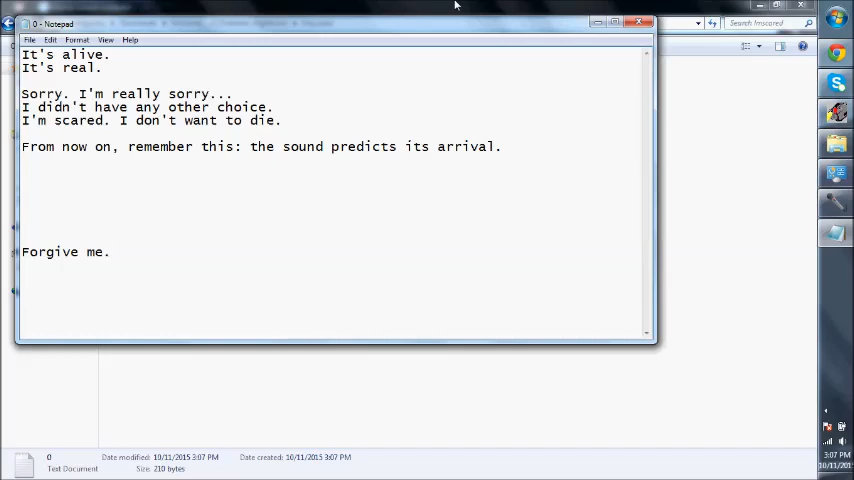 0 - Notepad
Search Imscared
File Edit Format View Help
It's alive.
It's real.
Sorry. I'm really sorry...
I didn't have any other choice.
I'm scared. I don't want to die.
From now on, remember this: the sound predicts its arrival.
Forgive me.
0 Date modified: 10/11/2015 3:07 PM Date created: 10/11/2015 3:07 PM
Text Document Size: 210 bytes
3:07 PM
10/11/2015